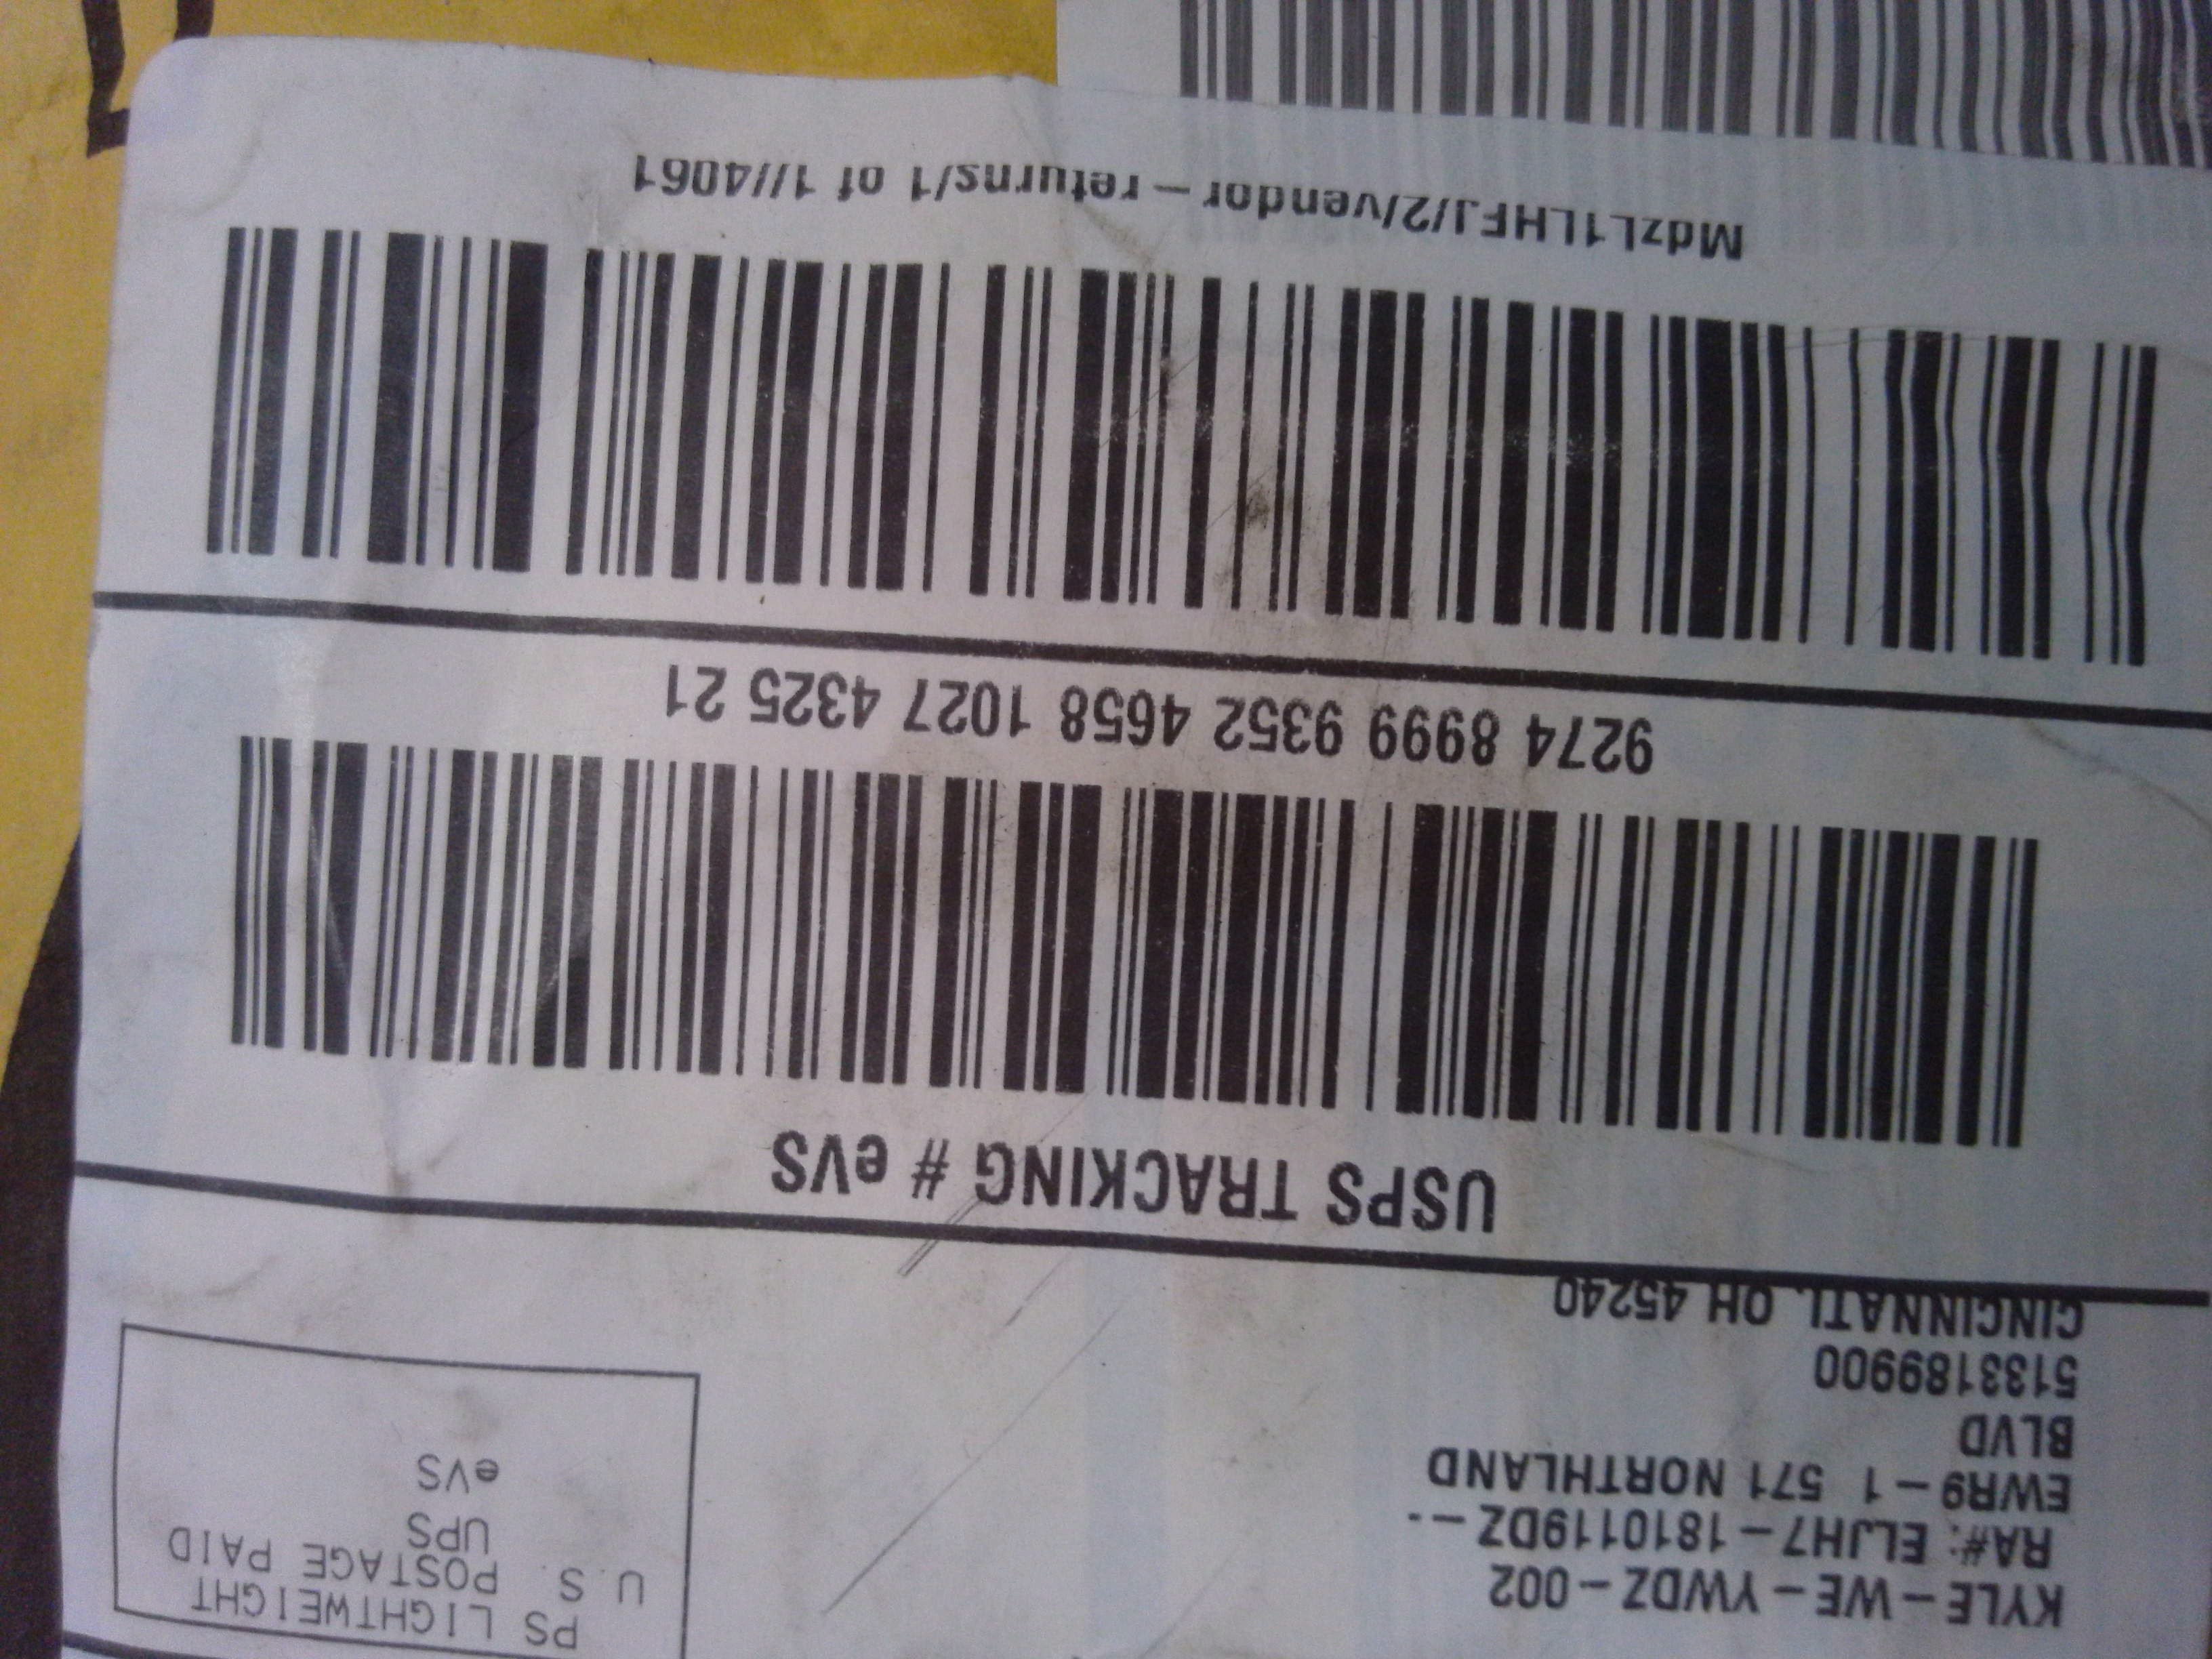 PS LIGHTWEIGHT
U.S. POSTAGE PAID
UPS
eVS
KYLE-WE-YWDZ-002
RA#: ELJH7-1810119DZ--
EWR9-1 571 NORTHLAND
BLVD
5133189900
CINCINNATI, OH 45240
USPS TRACKING # eVS
9274 8999 9352 4658 1027 4325 21
MdzL1LHFJ/2/vendor-returns/1 of 1//4061